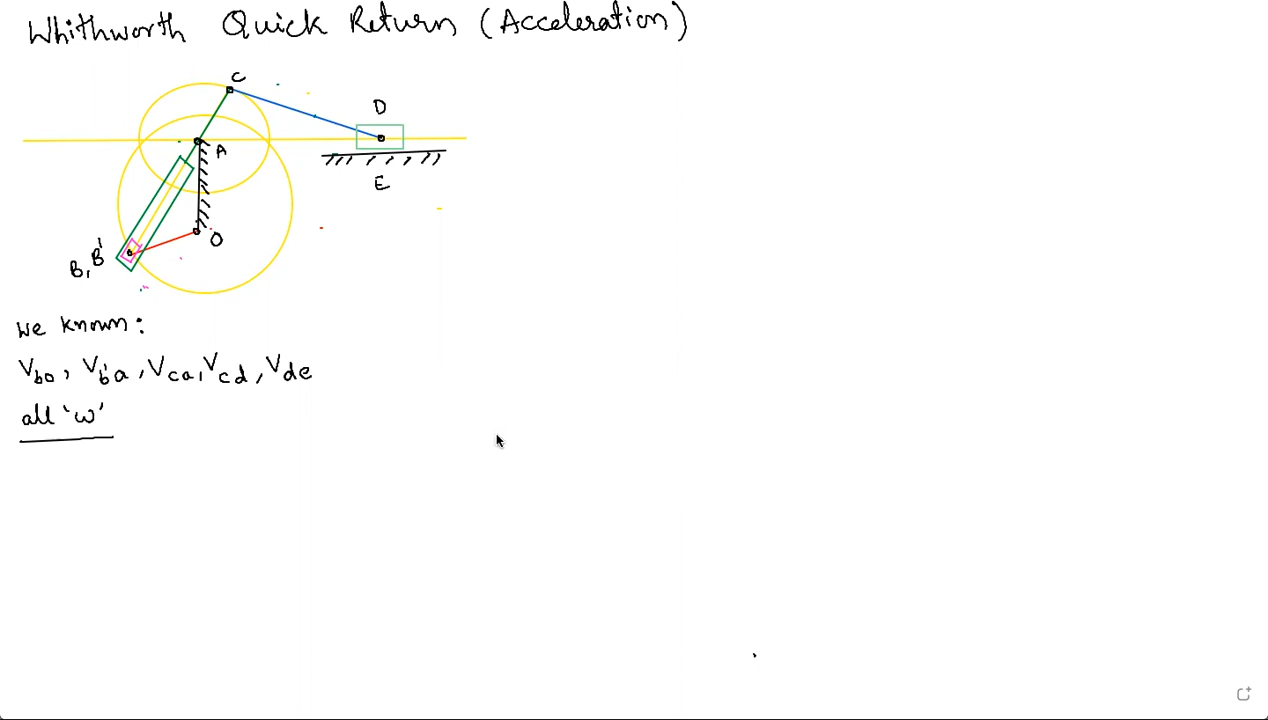 Whithworth Quick Return (Acceleration)
C
D
A
E
O
B, B'
We known:
Vbo, Vb'a, Vca, Vcd, Vde
all 'w'